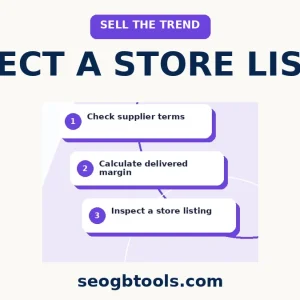 SELL THE TREND
ECT A STORE LIS
1 Check supplier terms
2 Calculate delivered
margin
3 Inspect a store listing
seogbtools.com